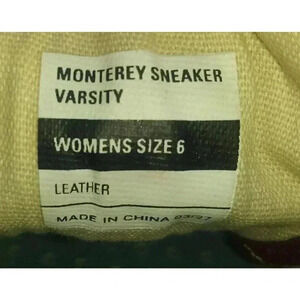 MONTEREY SNEAKER
VARSITY
WOMENS SIZE 6
LEATHER
MADE IN CHINA